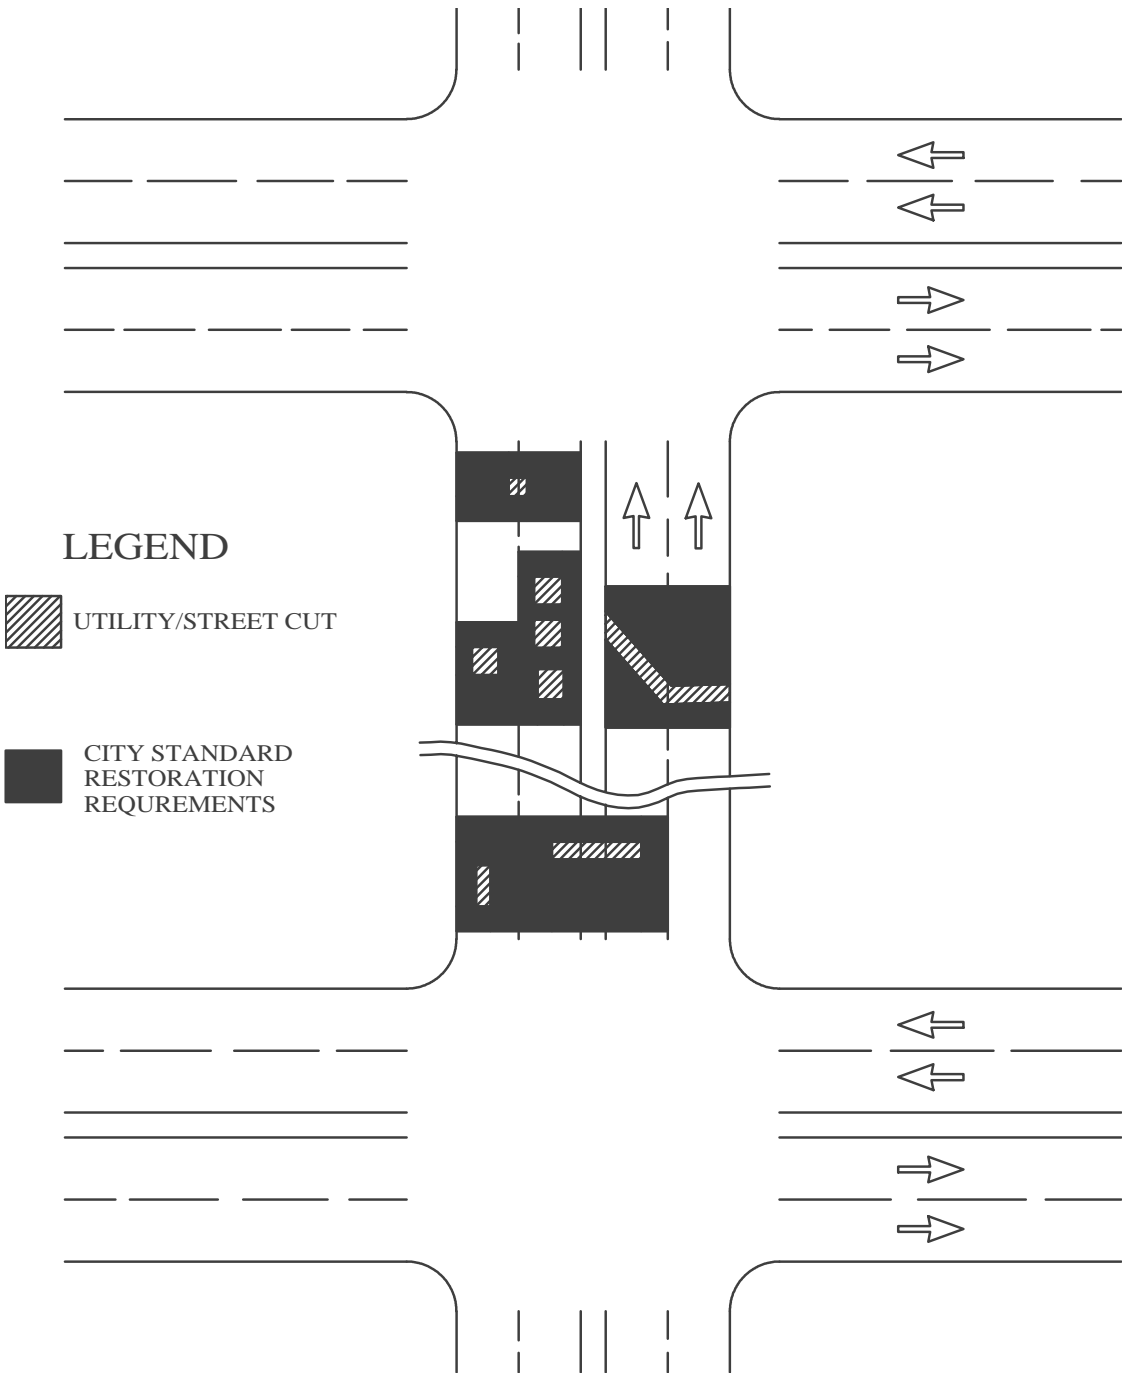 LEGEND
UTILITY/STREET CUT
CITY STANDARD
RESTORATION
REQUREMENTS